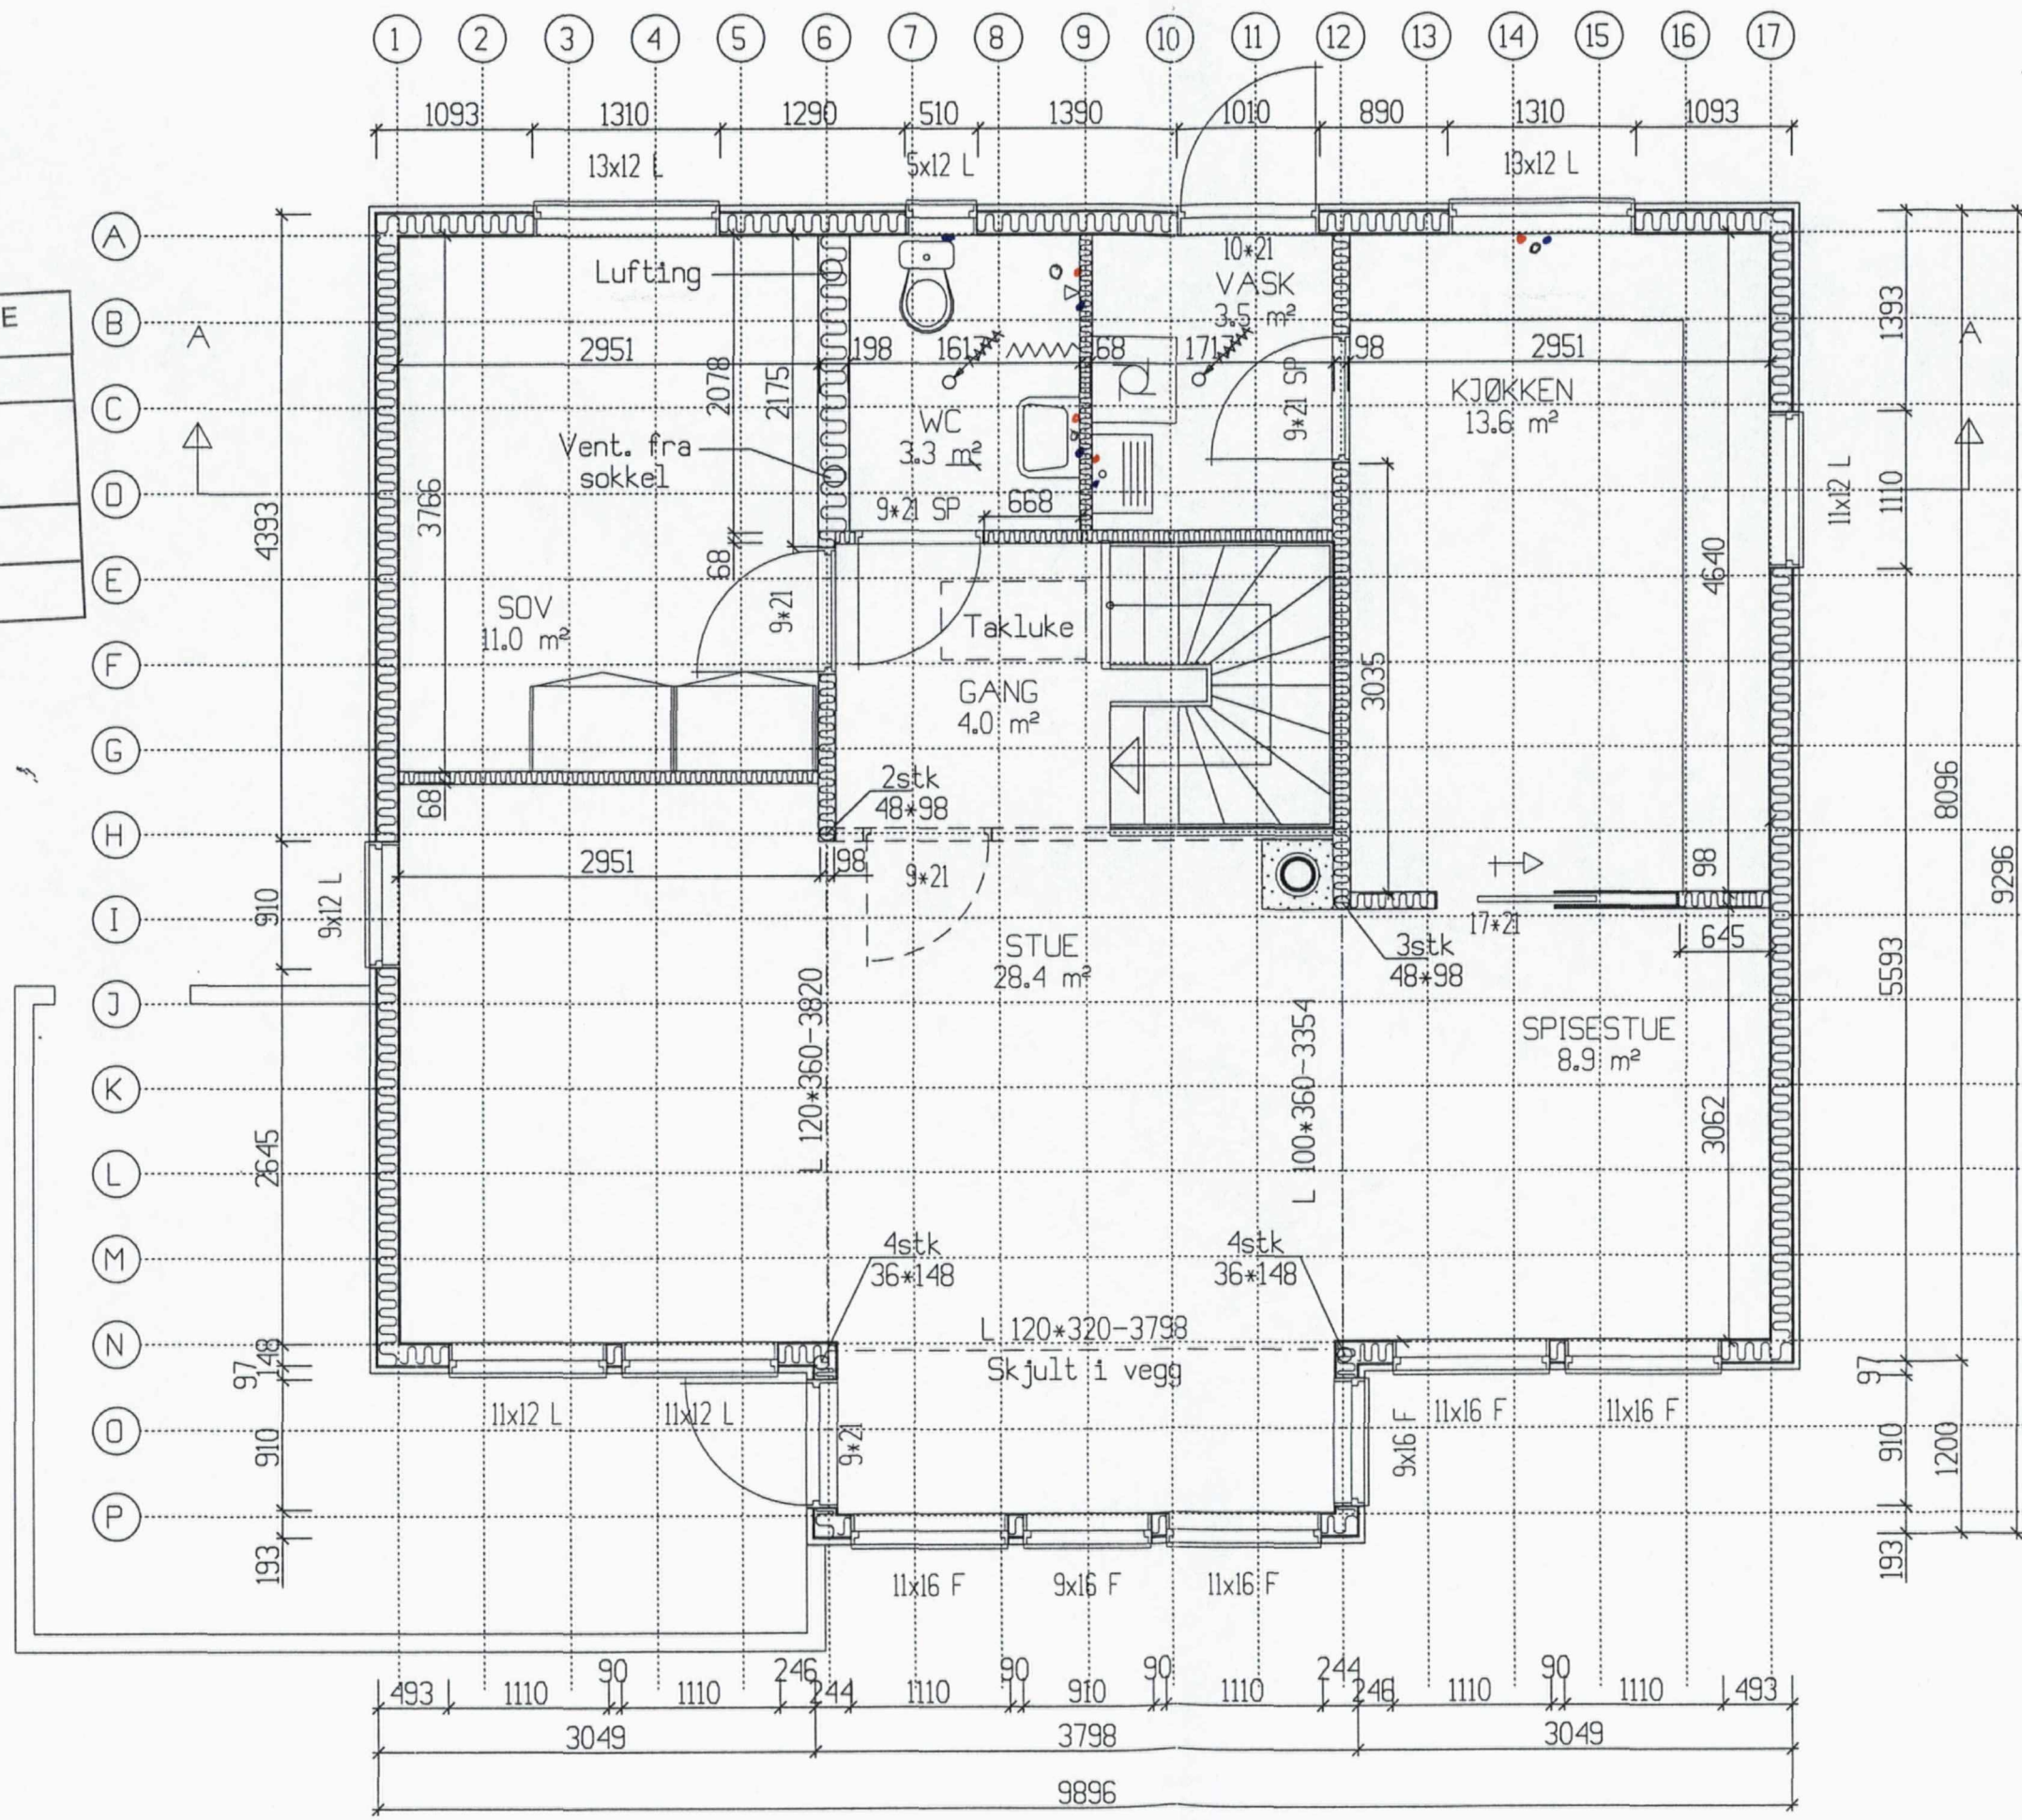 1 2 3 4 5 6 7 8 9 10 11 12 13 14 15 16 17
1093 1310 1290 510 1390 1010 890 1310 1093
13x12 L 5x12 L 13x12 L
A
B
C
D
E
F
G
H
I
J
K
L
M
N
O
P
E
A
A
4393
910
2645
148
97
910
193
9x12 L
Lufting
2951
2078
2175
3766
Vent. fra
sokkel
68
SOV
11.0 m²
9*21
68
2951
98
198 1617 68 1717 98 2951
WC
3.3 m²
9*21 SP
668
10*21
VASK
3.5 m²
9*21 SP
KJØKKEN
13.6 m²
4640
3035
Takluke
GANG
4.0 m²
2stk
48*98
9*21
STUE
28.4 m²
98
17*21
645
3stk
48*98
SPISESTUE
8.9 m²
3062
L 120*360-3820
L 100*360-3354
4stk
36*148
4stk
36*148
L 120*320-3798
Skjult i vegg
11x12 L 11x12 L
9*21
9x16 F
11x16 F 11x16 F
11x16 F 9x16 F 11x16 F
11x12 L
1393
1110
5593
97
910
193
8096
1200
9296
493 1110 90 1110 246 244 1110 90 910 90 1110 244 246 1110 90 1110 493
3049 3798 3049
9896